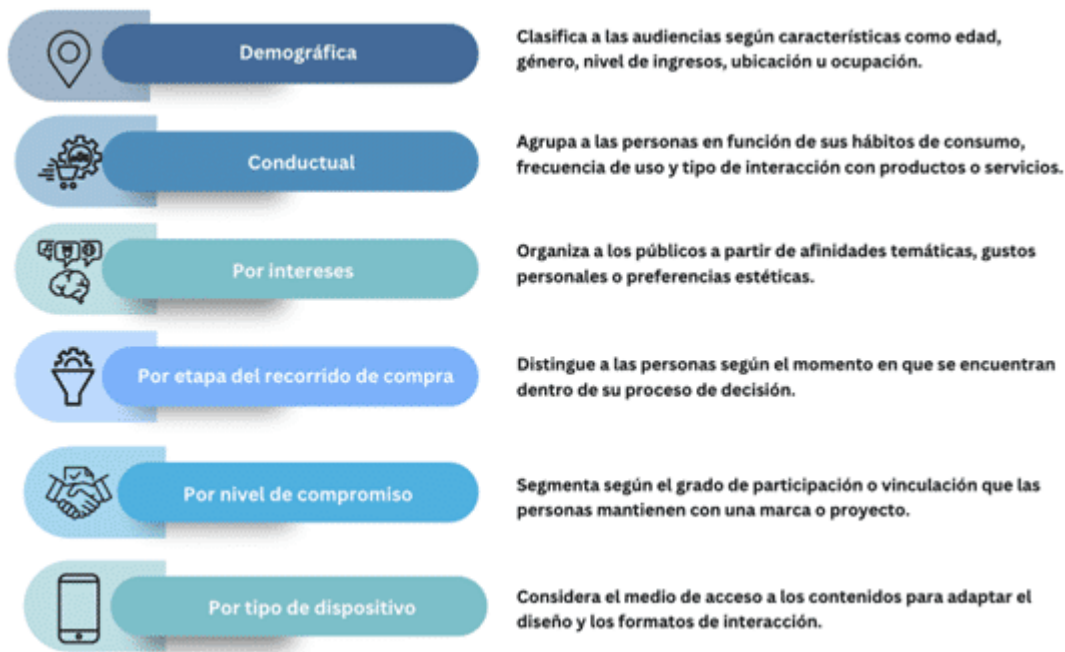 Demográfica
Clasifica a las audiencias según características como edad,
género, nivel de ingresos, ubicación u ocupación.
Conductual
Agrupa a las personas en función de sus hábitos de consumo,
frecuencia de uso y tipo de interacción con productos o servicios.
Por intereses
Organiza a los públicos a partir de afinidades temáticas, gustos
personales o preferencias estéticas.
Por etapa del recorrido de compra
Distingue a las personas según el momento en que se encuentran
dentro de su proceso de decisión.
Por nivel de compromiso
Segmenta según el grado de participación o vinculación que las
personas mantienen con una marca o proyecto.
Por tipo de dispositivo
Considera el medio de acceso a los contenidos para adaptar el
diseño y los formatos de interacción.